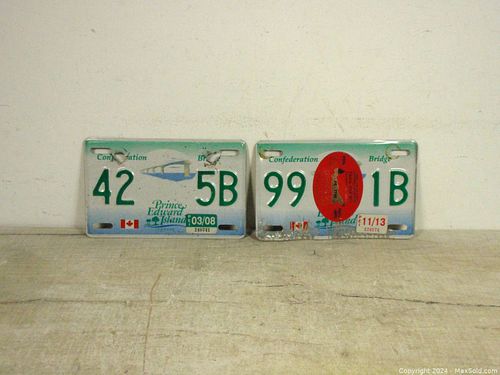 Confederation Bridge
42 5B
Prince
Edward
Island
03/08
Confederation Bridge
99 1B
11/13
Copyright 2024 - MaxSold.com